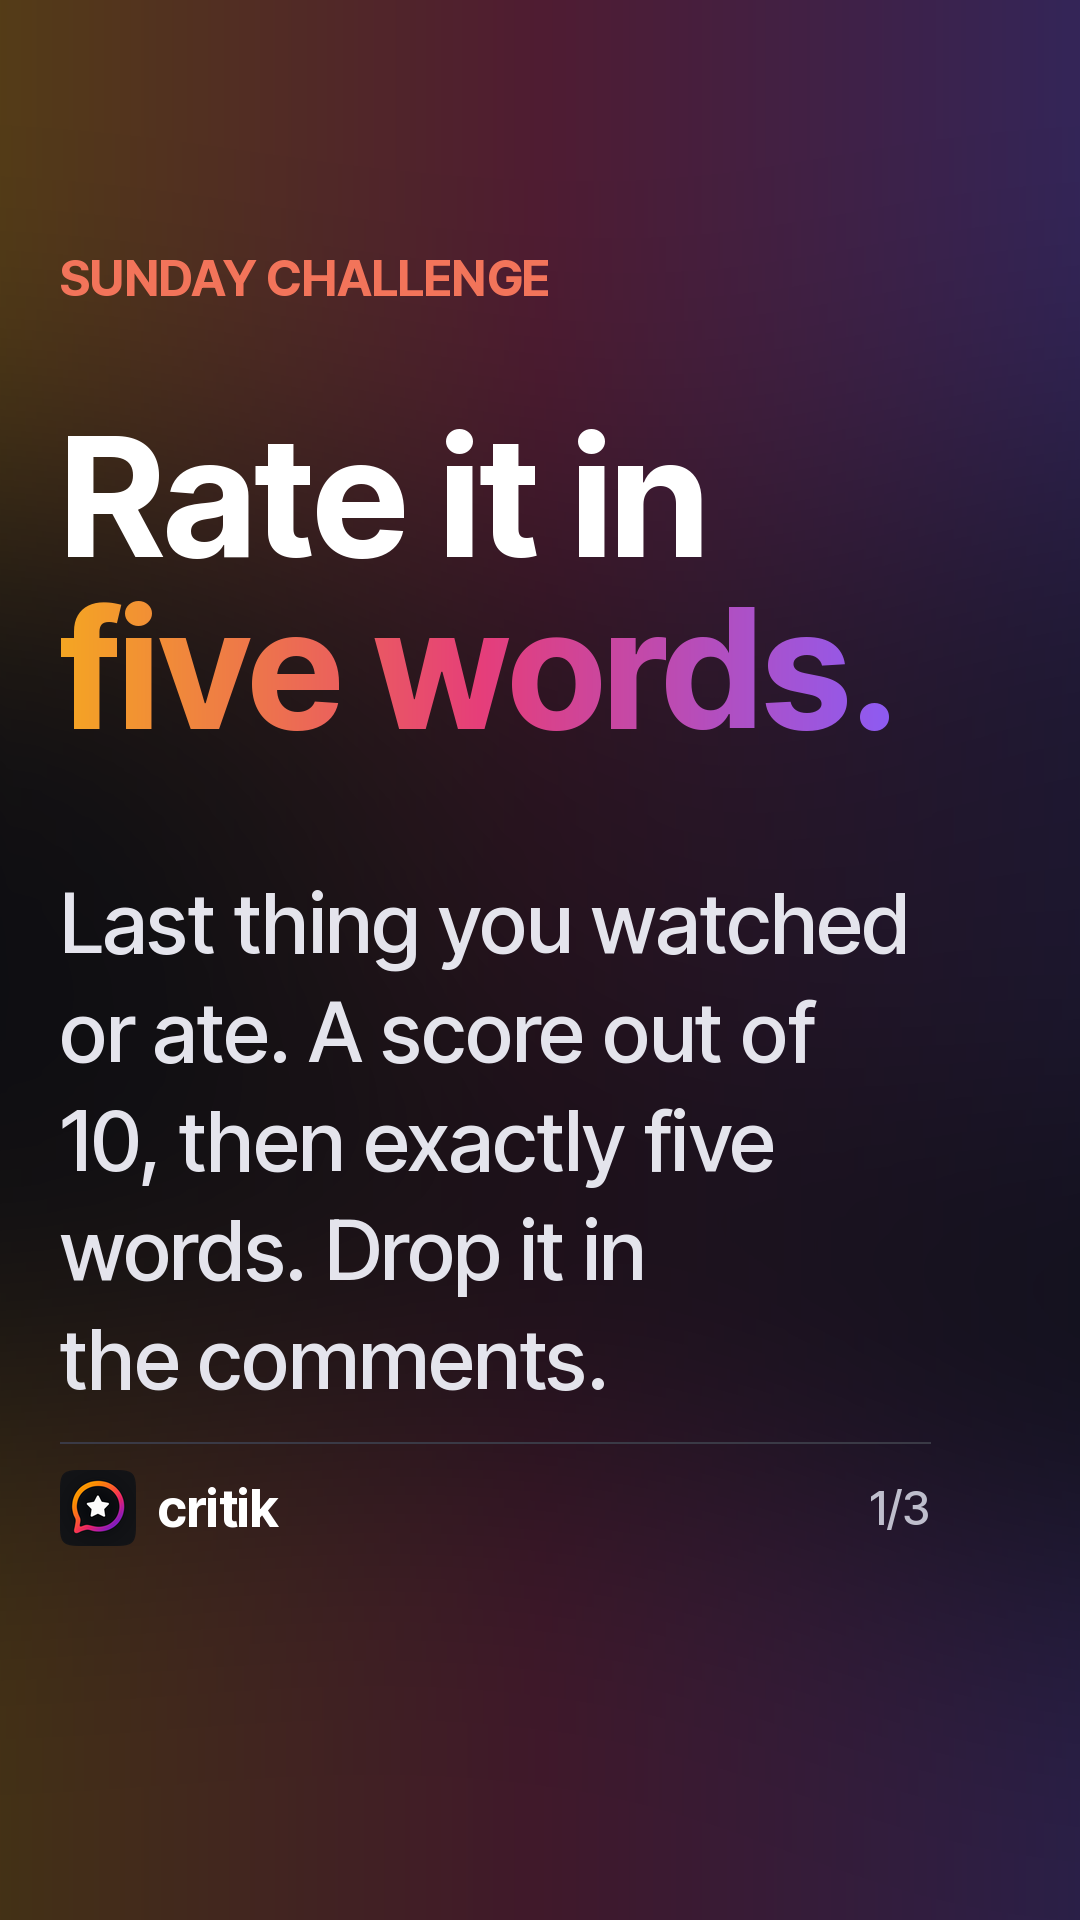 SUNDAY CHALLENGE
Rate it in
five words.
Last thing you watched
or ate. A score out of
10, then exactly five
words. Drop it in
the comments.
critik
1/3